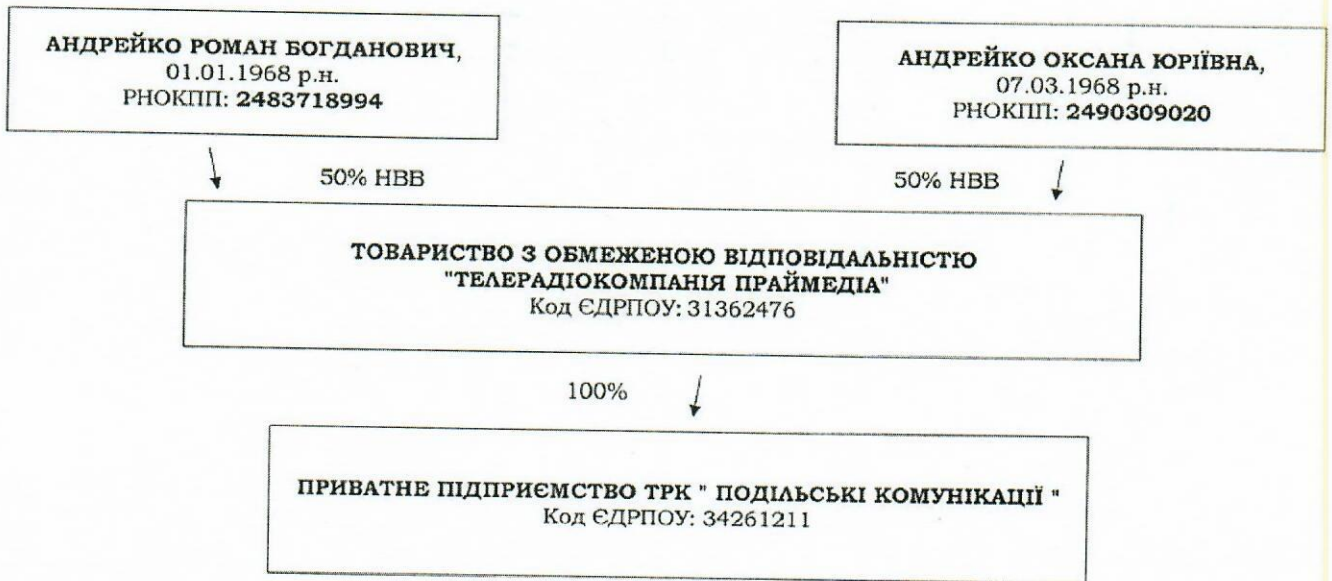 АНДРЕЙКО РОМАН БОГДАНОВИЧ,
01.01.1968 р.н.
РНОКПП: 2483718994
АНДРЕЙКО ОКСАНА ЮРІЇВНА,
07.03.1968 р.н.
РНОКПП: 2490309020
50% НВВ
50% НВВ
ТОВАРИСТВО З ОБМЕЖЕНОЮ ВІДПОВІДАЛЬНІСТЮ
"ТЕЛЕРАДІОКОМПАНІЯ ПРАЙМЕДІА"
Код ЄДРПОУ: 31362476
100%
ПРИВАТНЕ ПІДПРИЄМСТВО ТРК " ПОДІЛЬСЬКІ КОМУНІКАЦІЇ "
Код ЄДРПОУ: 34261211